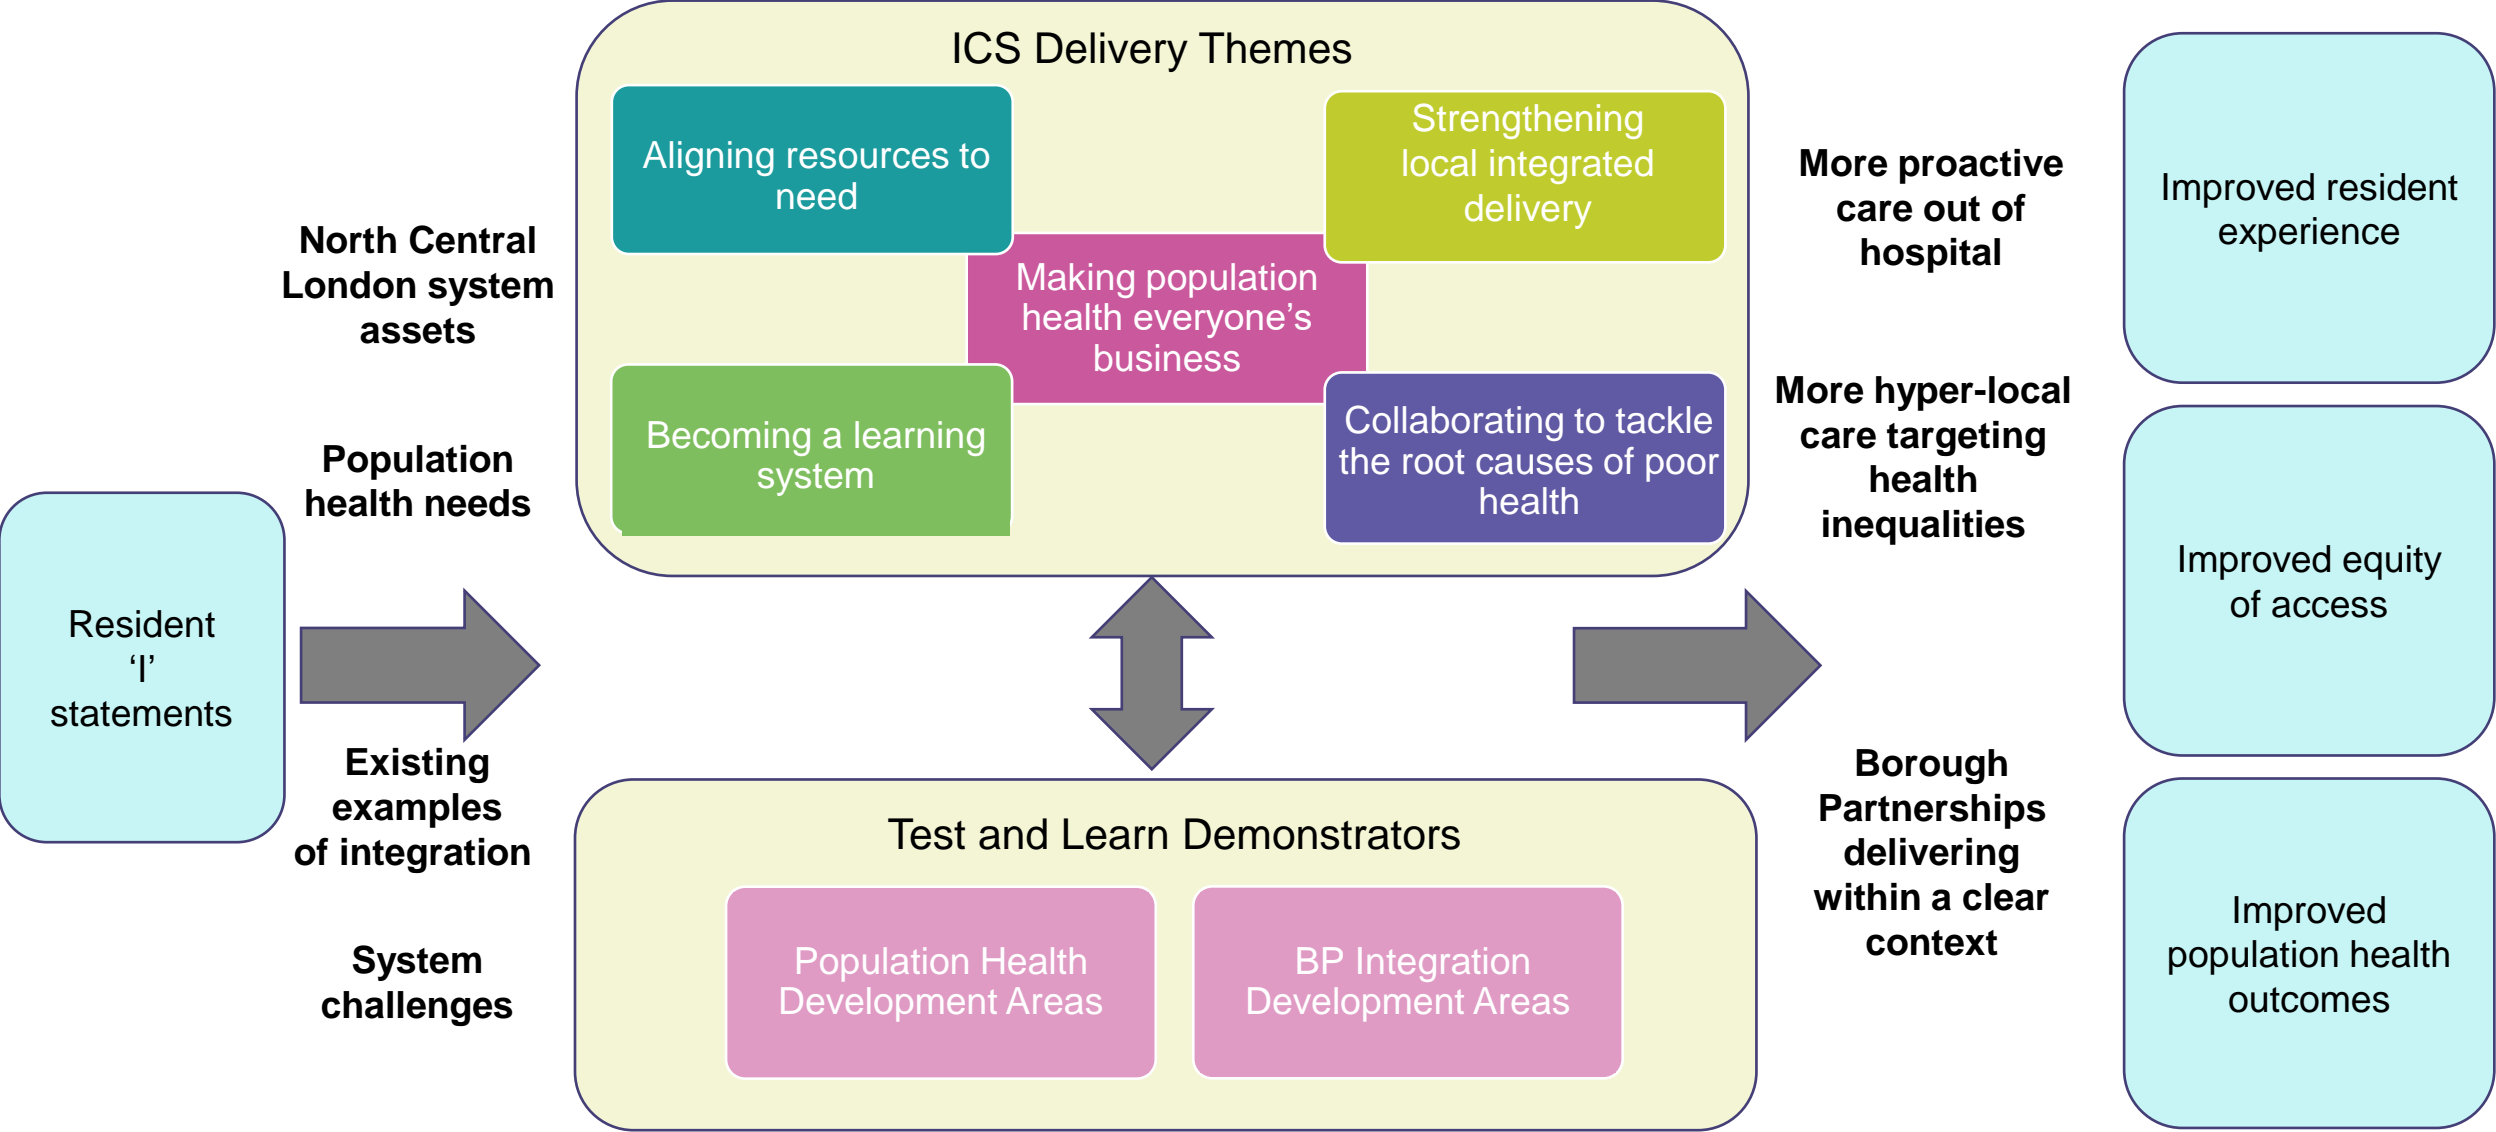 Resident
‘I’
statements
North Central
London system
assets
Population
health needs
Existing
examples
of integration
System
challenges
ICS Delivery Themes
Aligning resources to
need
Strengthening
local integrated
delivery
Making population
health everyone’s
business
Becoming a learning
system
Collaborating to tackle
the root causes of poor
health
Test and Learn Demonstrators
Population Health
Development Areas
BP Integration
Development Areas
More proactive
care out of
hospital
More hyper-local
care targeting
health
inequalities
Borough
Partnerships
delivering
within a clear
context
Improved resident
experience
Improved equity
of access
Improved
population health
outcomes